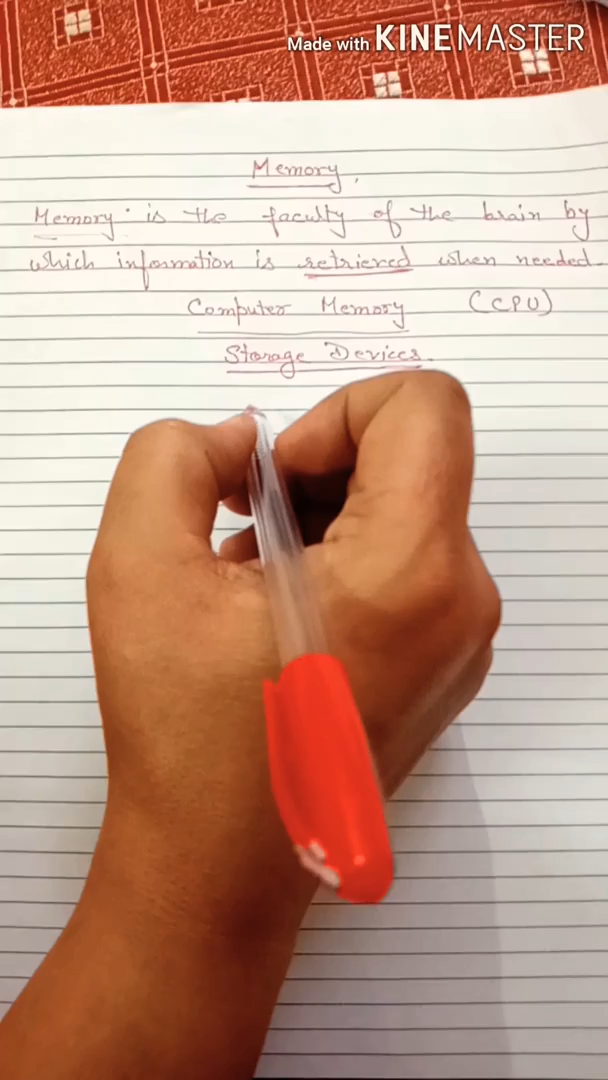 Made with KINEMASTER
Memory.
Memory is the faculty of the brain by
which information is retrieved when needed.
Computer Memory (CPU)
Storage Devices.